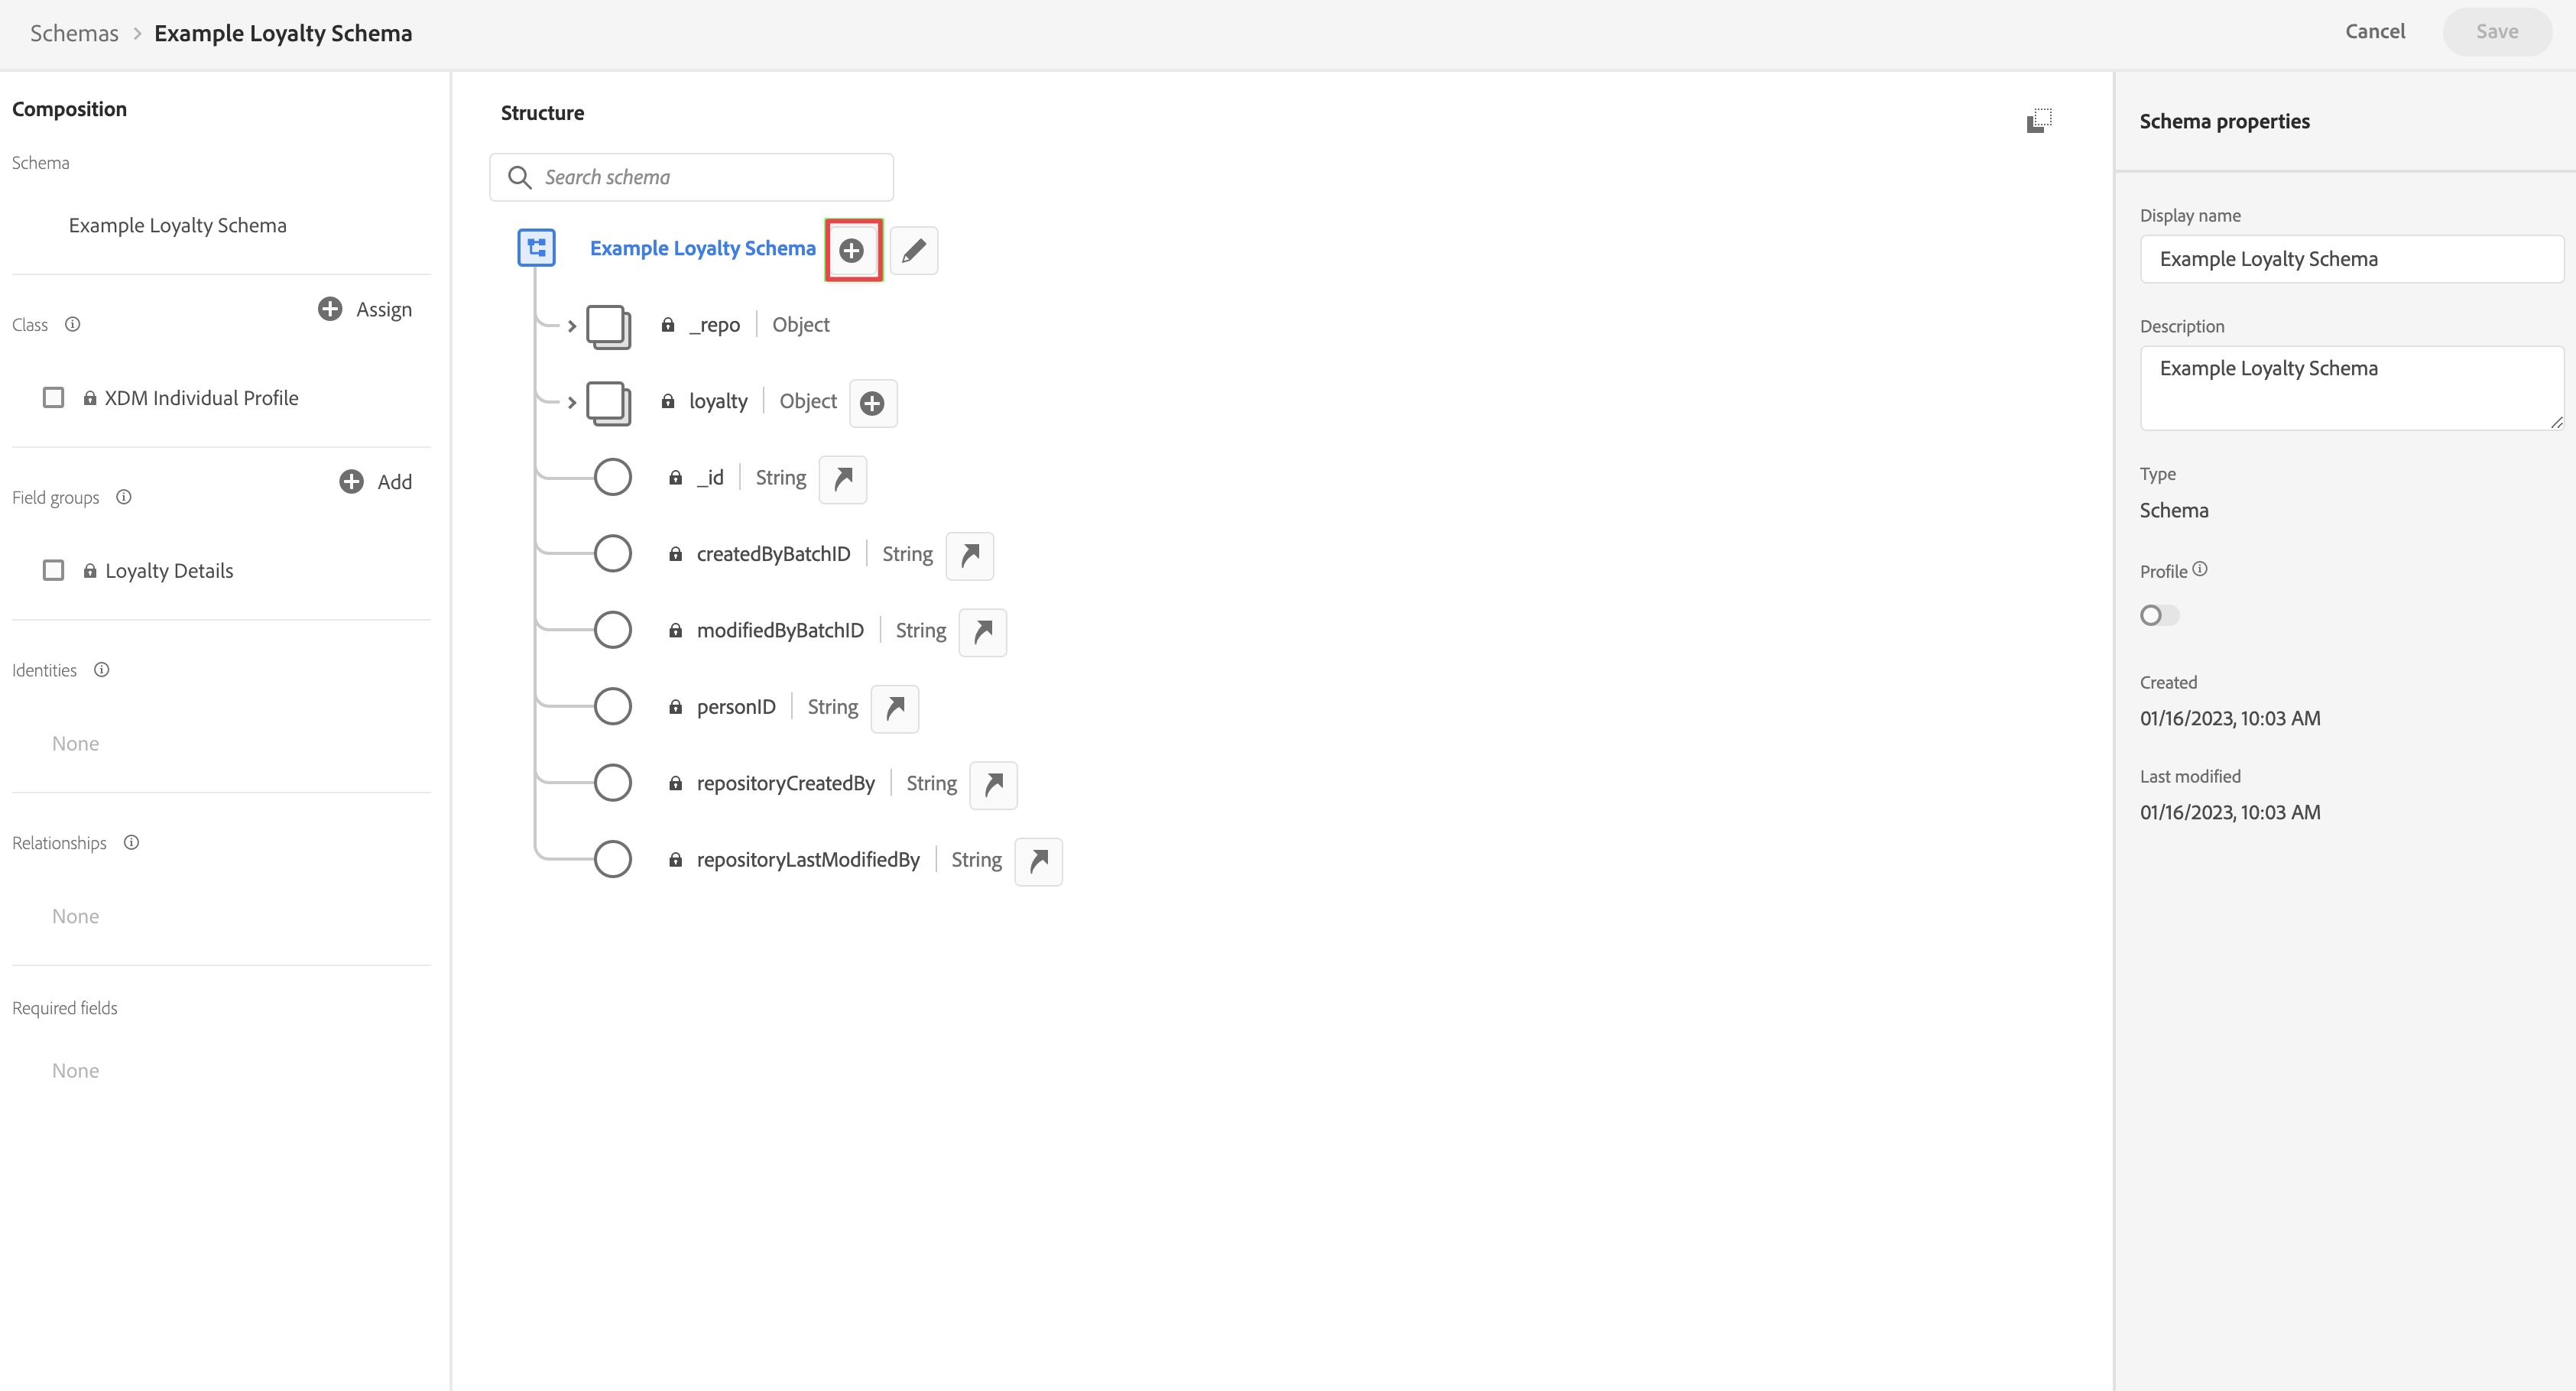 Schemas > Example Loyalty Schema
Cancel
Save
Composition
Schema
Example Loyalty Schema
Class
Assign
XDM Individual Profile
Field groups
Add
Loyalty Details
Identities
None
Relationships
None
Required fields
None
Structure
Search schema
Example Loyalty Schema
_repo | Object
loyalty | Object
_id | String
createdByBatchID | String
modifiedByBatchID | String
personID | String
repositoryCreatedBy | String
repositoryLastModifiedBy | String
Schema properties
Display name
Example Loyalty Schema
Description
Example Loyalty Schema
Type
Schema
Profile
Created
01/16/2023, 10:03 AM
Last modified
01/16/2023, 10:03 AM